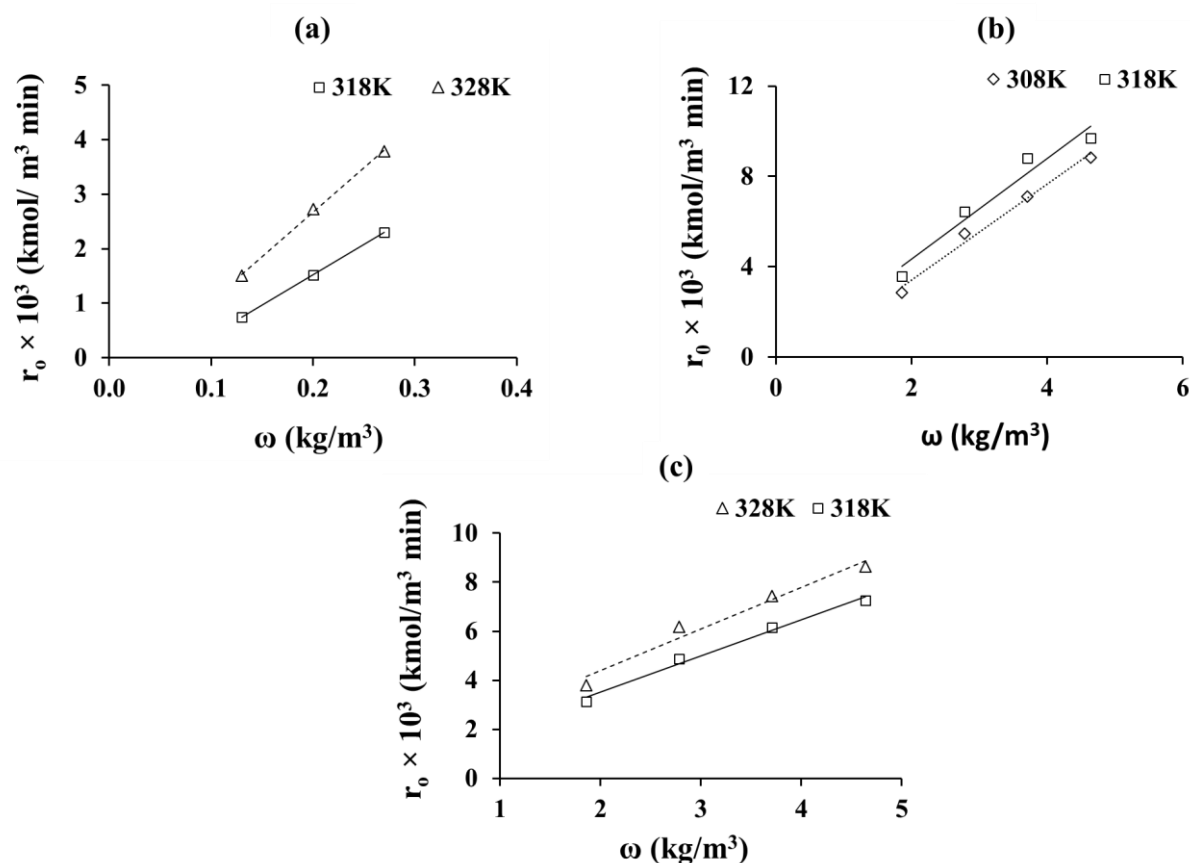 (a)
318K 328K
r₀ × 10³ (kmol/ m³ min)
5
4
3
2
1
0
0.0 0.1 0.2 0.3 0.4
ω (kg/m³)
(b)
308K 318K
r₀ × 10³ (kmol/m³ min)
12
8
4
0
0 2 4 6
ω (kg/m³)
(c)
328K 318K
r₀ × 10³ (kmol/m³ min)
10
8
6
4
2
0
1 2 3 4 5
ω (kg/m³)